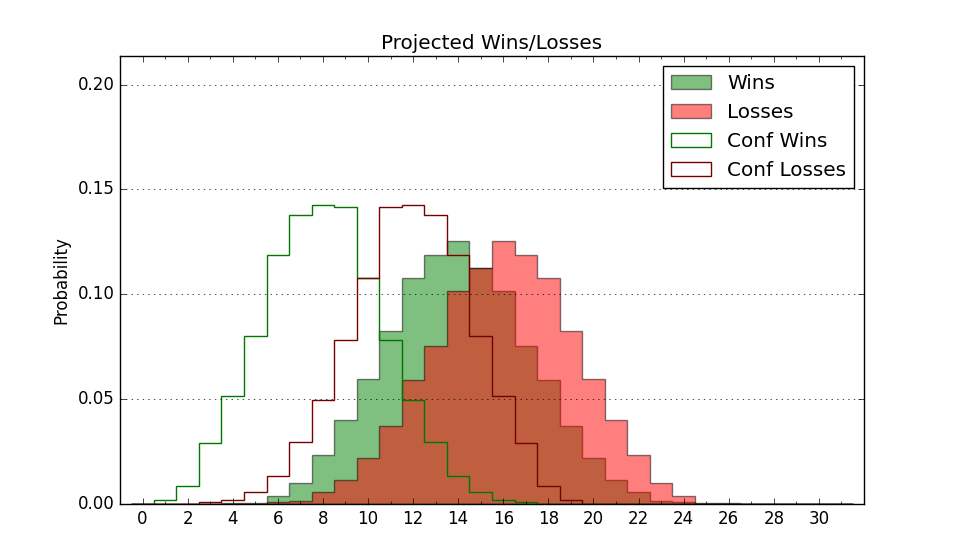 Projected Wins/Losses
Wins
Losses
Conf Wins
Conf Losses
Probability
0.20
0.15
0.10
0.05
0.00
0 2 4 6 8 10 12 14 16 18 20 22 24 26 28 30